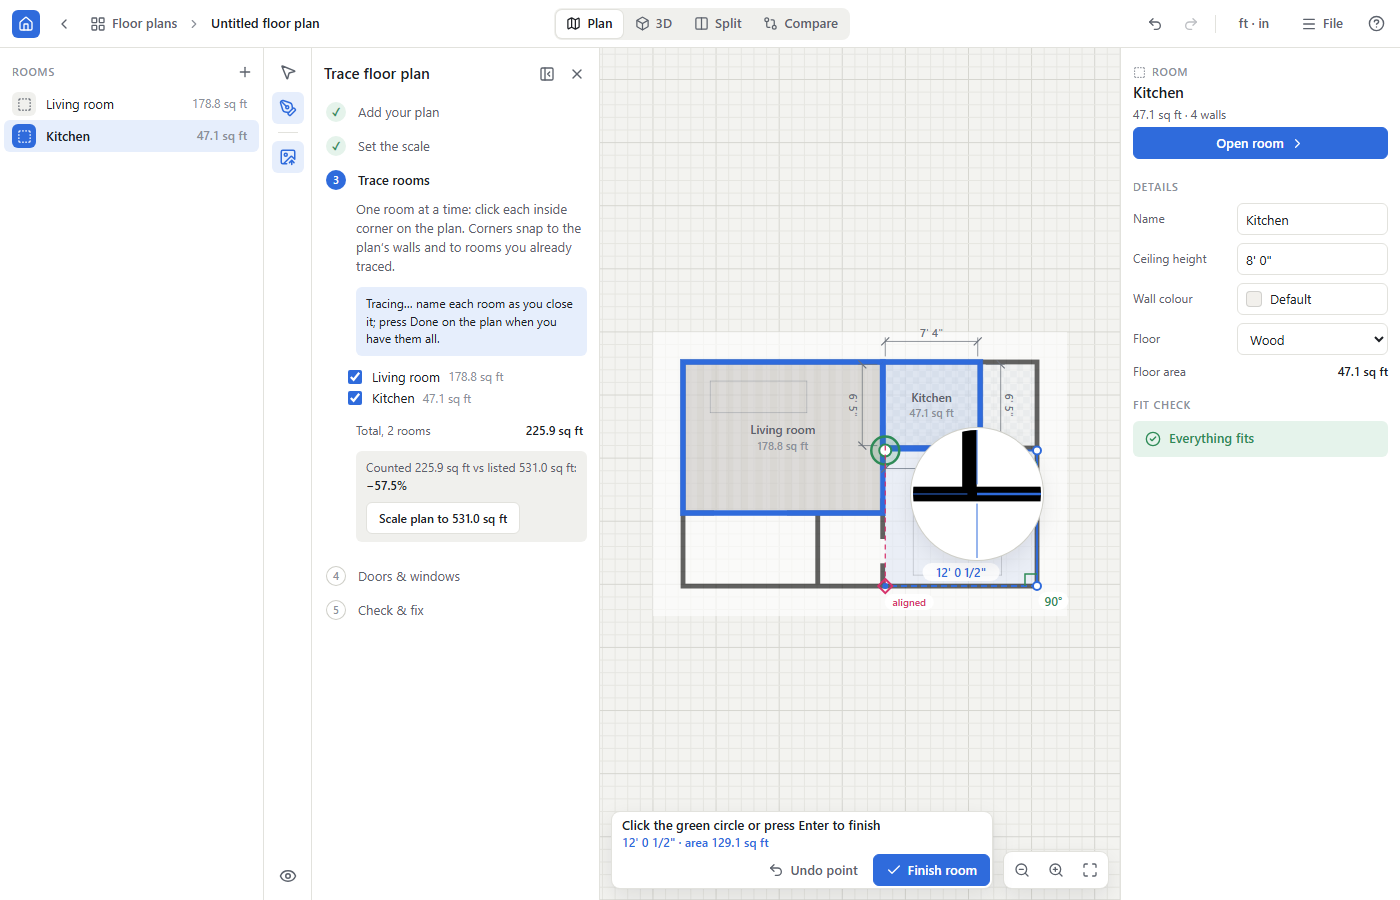 Floor plans
Untitled floor plan
Plan
3D
Split
Compare
ft · in
File
ROOMS
Living room 178.8 sq ft
Kitchen 47.1 sq ft
Trace floor plan
Add your plan
Set the scale
3 Trace rooms
One room at a time: click each inside
corner on the plan. Corners snap to the
plan's walls and to rooms you already
traced.
Tracing... name each room as you close
it; press Done on the plan when you
have them all.
Living room 178.8 sq ft
Kitchen 47.1 sq ft
Total, 2 rooms 225.9 sq ft
Counted 225.9 sq ft vs listed 531.0 sq ft:
−57.5%
Scale plan to 531.0 sq ft
4 Doors & windows
5 Check & fix
7' 4"
6' 5"
6' 5"
Kitchen
47.1 sq ft
Living room
178.8 sq ft
12' 0 1/2"
aligned
90°
Click the green circle or press Enter to finish
12' 0 1/2" · area 129.1 sq ft
Undo point
Finish room
ROOM
Kitchen
47.1 sq ft · 4 walls
Open room
DETAILS
Name Kitchen
Ceiling height 8' 0"
Wall colour Default
Floor Wood
Floor area 47.1 sq ft
FIT CHECK
Everything fits